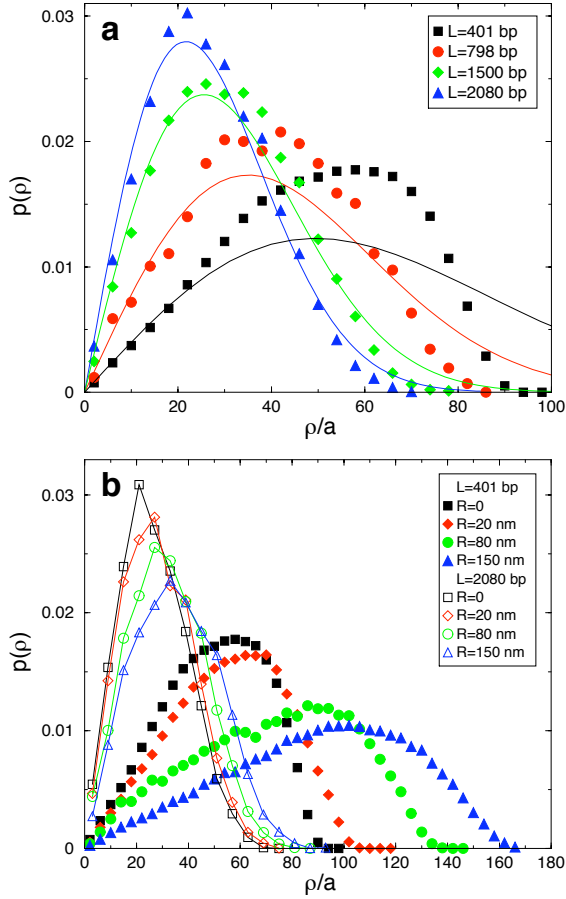 a
L=401 bp
L=798 bp
L=1500 bp
L=2080 bp
0.03
0.02
0.01
0
p(ρ)
0 20 40 60 80 100
ρ/a
b
L=401 bp
R=0
R=20 nm
R=80 nm
R=150 nm
L=2080 bp
R=0
R=20 nm
R=80 nm
R=150 nm
0.03
0.02
0.01
0
p(ρ)
0 20 40 60 80 100 120 140 160 180
ρ/a